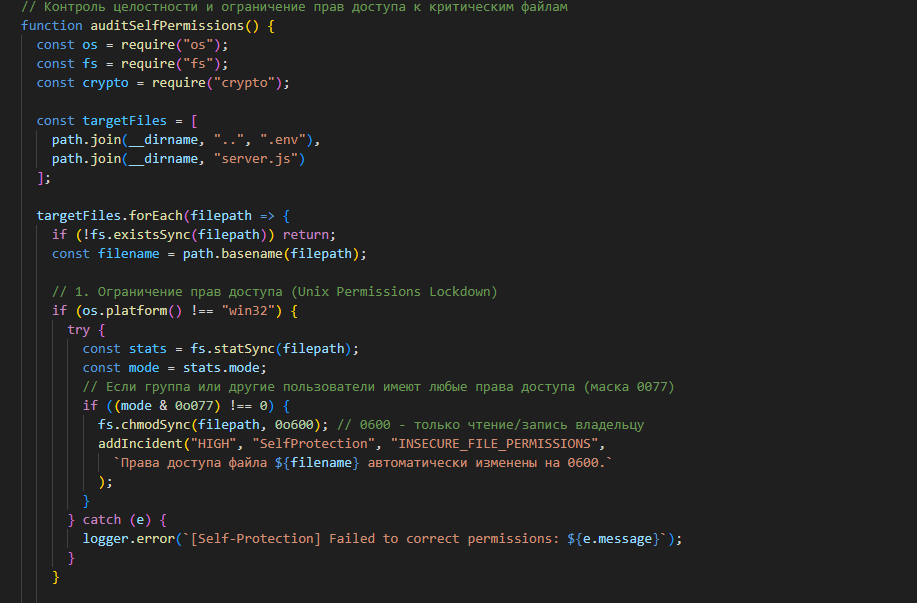 // Контроль целостности и ограничение прав доступа к критическим файлам
function auditSelfPermissions() {
const os = require("os");
const fs = require("fs");
const crypto = require("crypto");
const targetFiles = [
path.join(__dirname, "..", ".env"),
path.join(__dirname, "server.js")
];
targetFiles.forEach(filepath => {
if (!fs.existsSync(filepath)) return;
const filename = path.basename(filepath);
// 1. Ограничение прав доступа (Unix Permissions Lockdown)
if (os.platform() !== "win32") {
try {
const stats = fs.statSync(filepath);
const mode = stats.mode;
// Если группа или другие пользователи имеют любые права доступа (маска 0077)
if ((mode & 0o077) !== 0) {
fs.chmodSync(filepath, 0o600); // 0600 - только чтение/запись владельцу
addIncident("HIGH", "SelfProtection", "INSECURE_FILE_PERMISSIONS",
`Права доступа файла ${filename} автоматически изменены на 0600.`
);
}
} catch (e) {
logger.error(`[Self-Protection] Failed to correct permissions: ${e.message}`);
}
}